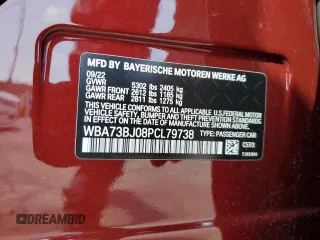 MFD BY BAYERISCHE MOTOREN WERKE AG
09/22
GVWR 5302 lbs 2405 kg
GAWR FRONT 2612 lbs 1185 kg
GAWR REAR 2811 lbs 1275 kg
THIS VEHICLE CONFORMS TO ALL APPLICABLE U.S. FEDERAL MOTOR
VEHICLE SAFETY, BUMPER, AND THEFT PREVENTION STANDARDS
IN EFFECT ON THE DATE OF MANUFACTURE SHOWN ABOVE.
WBA73BJ08PCL79738 TYPE: PASSENGER CAR
DREAMBID